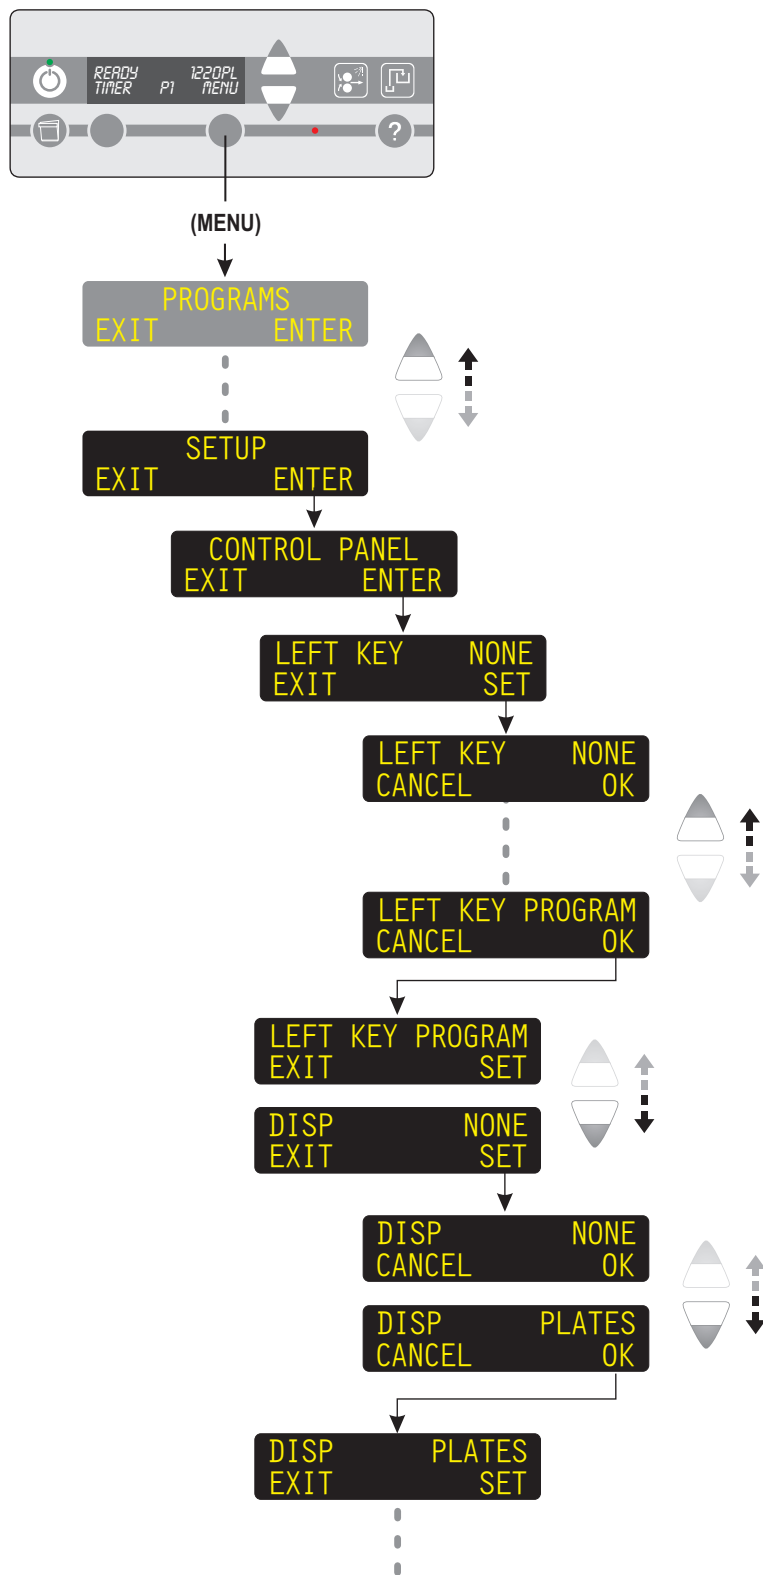 READY 1220PL
TIMER P1 MENU
?
(MENU)
PROGRAMS
EXIT ENTER
SETUP
EXIT ENTER
CONTROL PANEL
EXIT ENTER
LEFT KEY NONE
EXIT SET
LEFT KEY NONE
CANCEL OK
LEFT KEY PROGRAM
CANCEL OK
LEFT KEY PROGRAM
EXIT SET
DISP NONE
EXIT SET
DISP NONE
CANCEL OK
DISP PLATES
CANCEL OK
DISP PLATES
EXIT SET